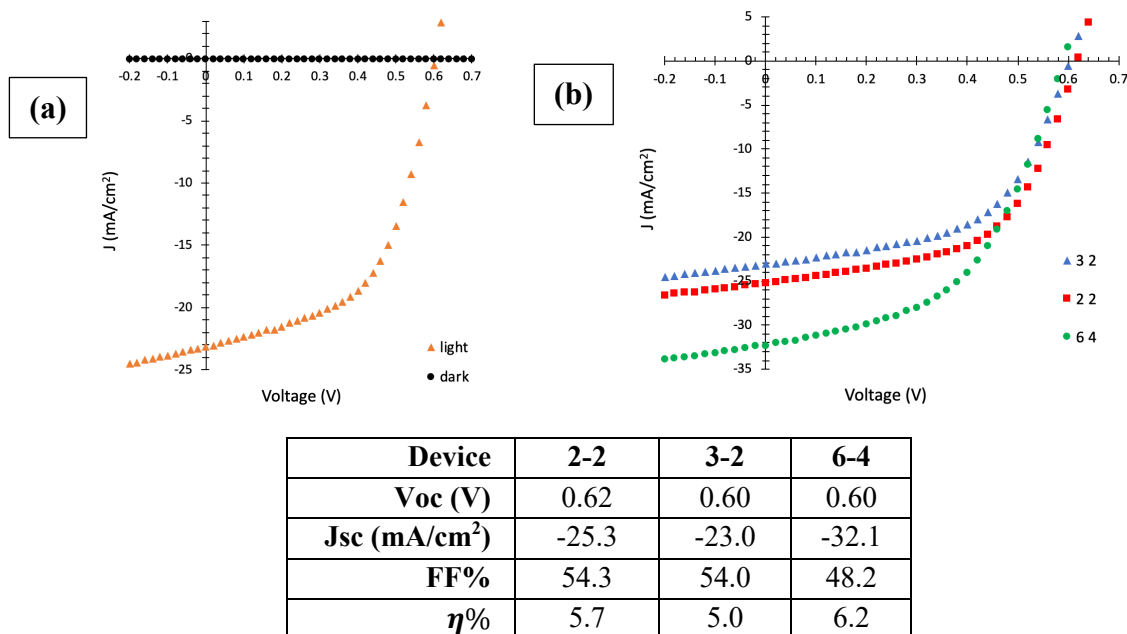 (a)
0
-0.2 -0.1 0 0.1 0.2 0.3 0.4 0.5 0.6 0.7
-5
-10
-15
-20
-25
J (mA/cm²)
Voltage (V)
light
dark
(b)
5
0
-0.2 -0.1 0 0.1 0.2 0.3 0.4 0.5 0.6 0.7
-5
-10
-15
-20
-25
-30
-35
J (mA/cm²)
Voltage (V)
3 2
2 2
6 4
Device 2-2 3-2 6-4
Voc (V) 0.62 0.60 0.60
Jsc (mA/cm²) -25.3 -23.0 -32.1
FF% 54.3 54.0 48.2
η% 5.7 5.0 6.2